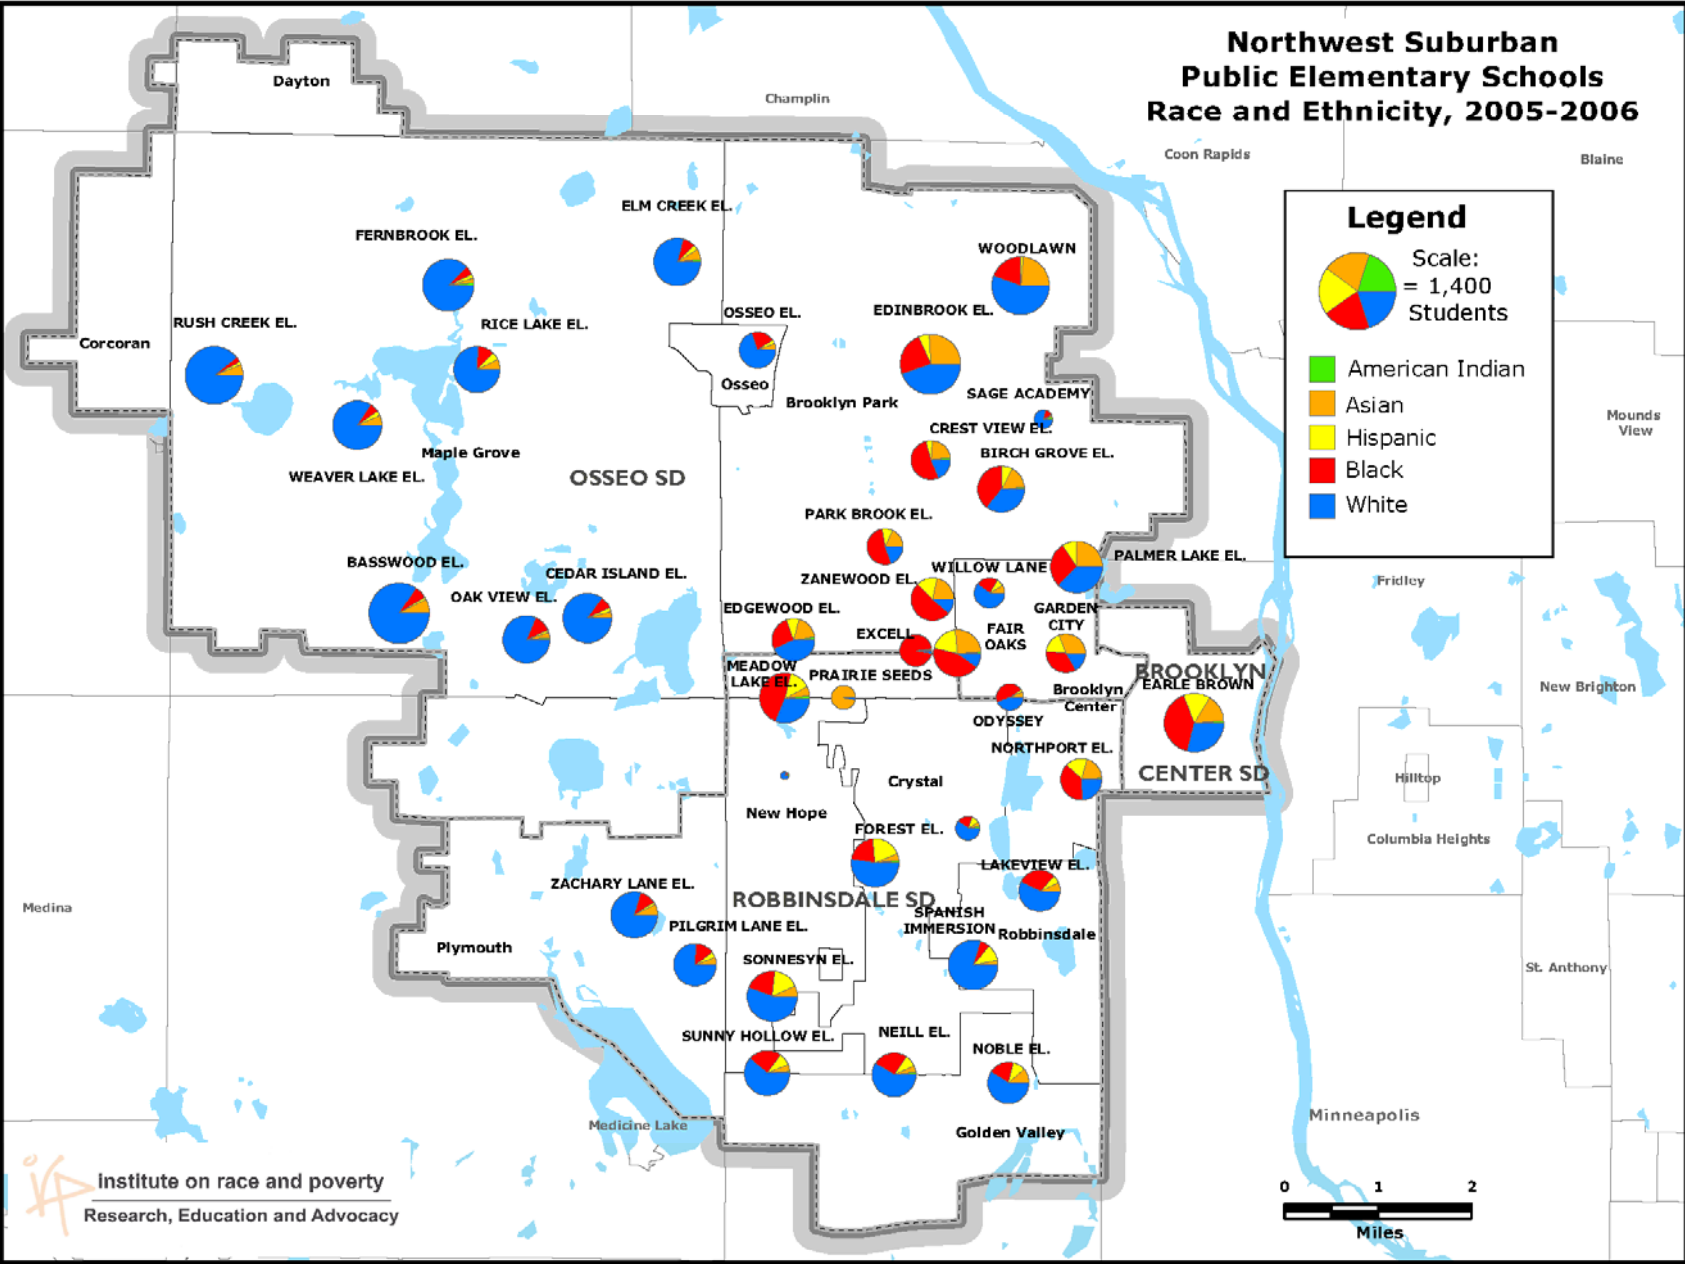 Northwest Suburban
Public Elementary Schools
Race and Ethnicity, 2005-2006
Dayton
Champlin
Coon Rapids
Blaine
Legend
Scale:
= 1,400
Students
American Indian
Asian
Hispanic
Black
White
ELM CREEK EL.
FERNBROOK EL.
WOODLAWN
RUSH CREEK EL.
RICE LAKE EL.
OSSEO EL.
EDINBROOK EL.
Corcoran
Osseo
Brooklyn Park
SAGE ACADEMY
Mounds
View
CREST VIEW EL.
Maple Grove
BIRCH GROVE EL.
WEAVER LAKE EL.
OSSEO SD
PARK BROOK EL.
BASSWOOD EL.
CEDAR ISLAND EL.
OAK VIEW EL.
ZANEWOOD EL.
WILLOW LANE
PALMER LAKE EL.
Fridley
EDGEWOOD EL.
GARDEN
CITY
EXCELL
FAIR
OAKS
MEADOW
LAKE EL.
PRAIRIE SEEDS
BROOKLYN
EARLE BROWN
New Brighton
Brooklyn
Center
ODYSSEY
NORTHPORT EL.
CENTER SD
Hilltop
Crystal
New Hope
FOREST EL.
Columbia Heights
LAKEVIEW EL.
ZACHARY LANE EL.
ROBBINSDALE SD
Medina
SPANISH
IMMERSION
Robbinsdale
PILGRIM LANE EL.
Plymouth
SONNESYN EL.
St. Anthony
SUNNY HOLLOW EL.
NEILL EL.
NOBLE EL.
Medicine Lake
Golden Valley
Minneapolis
irp
institute on race and poverty
Research, Education and Advocacy
0 1 2
Miles